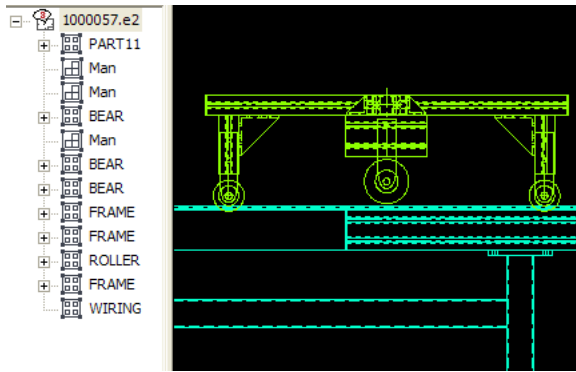 1000057.e2
PART11
Man
Man
BEAR
Man
BEAR
BEAR
FRAME
FRAME
ROLLER
FRAME
WIRING